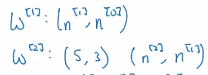 ω^[1] : (n^[1], n^[0])
ω^[2] : (5, 3) (n^[2], n^[1])